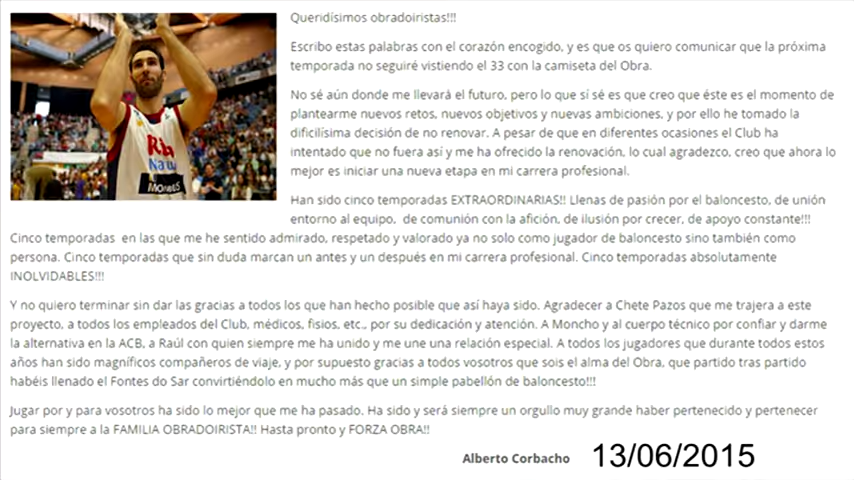 Queridísimos obradoiristas!!!
Escribo estas palabras con el corazón encogido, y es que os quiero comunicar que la próxima
temporada no seguiré vistiendo el 33 con la camiseta del Obra.
No sé aún donde me llevará el futuro, pero lo que sí sé es que creo que éste es el momento de
plantearme nuevos retos, nuevos objetivos y nuevas ambiciones, y por ello he tomado la
dificilísima decisión de no renovar. A pesar de que en diferentes ocasiones el Club ha
intentado que no fuera así y me ha ofrecido la renovación, lo cual agradezco, creo que ahora lo
mejor es iniciar una nueva etapa en mi carrera profesional.
Han sido cinco temporadas EXTRAORDINARIAS!! Llenas de pasión por el baloncesto, de unión
entorno al equipo, de comunión con la afición, de ilusión por crecer, de apoyo constante!!!
Cinco temporadas en las que me he sentido admirado, respetado y valorado ya no solo como jugador de baloncesto sino también como
persona. Cinco temporadas que sin duda marcan un antes y un después en mi carrera profesional. Cinco temporadas absolutamente
INOLVIDABLES!!!
Y no quiero terminar sin dar las gracias a todos los que han hecho posible que así haya sido. Agradecer a Chete Pazos que me trajera a este
proyecto, a todos los empleados del Club, médicos, fisios, etc., por su dedicación y atención. A Moncho y al cuerpo técnico por confiar y darme
la alternativa en la ACB, a Raúl con quien siempre me ha unido y me une una relación especial. A todos los jugadores que durante todos estos
años han sido magníficos compañeros de viaje, y por supuesto gracias a todos vosotros que sois el alma del Obra, que partido tras partido
habéis llenado el Fontes do Sar convirtiéndolo en mucho más que un simple pabellón de baloncesto!!!
Jugar por y para vosotros ha sido lo mejor que me ha pasado. Ha sido y será siempre un orgullo muy grande haber pertenecido y pertenecer
para siempre a la FAMILIA OBRADOIRISTA!! Hasta pronto y FORZA OBRA!!
Alberto Corbacho 13/06/2015